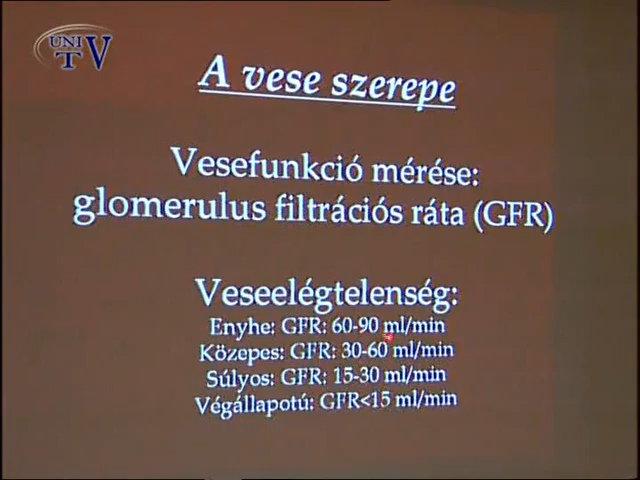 UNI
TV
A vese szerepe
Vesefunkció mérése:
glomerulus filtrációs ráta (GFR)
Veseelégtelenség:
Enyhe: GFR: 60-90 ml/min
Közepes: GFR: 30-60 ml/min
Súlyos: GFR: 15-30 ml/min
Végállapotú: GFR<15 ml/min